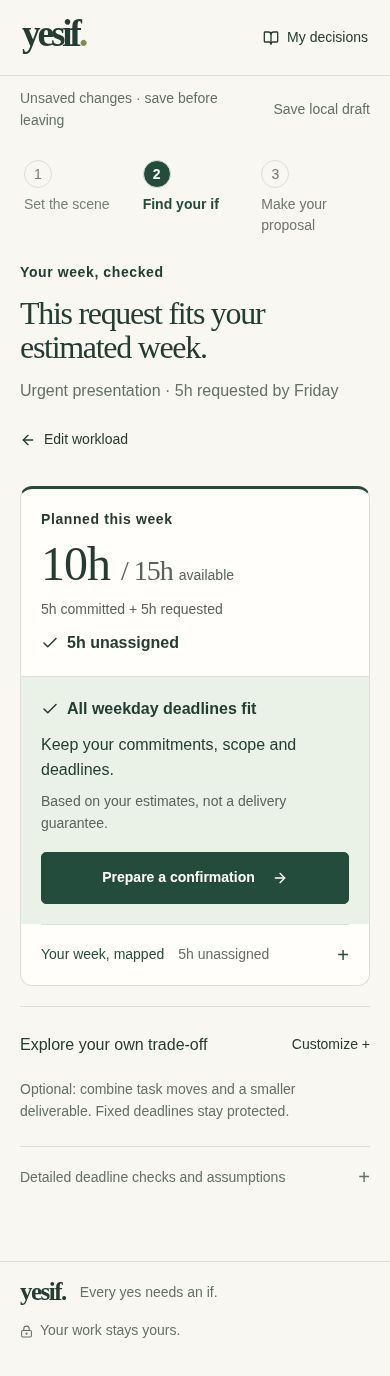 yesif.
My decisions
Unsaved changes · save before
leaving
Save local draft
1
Set the scene
2
Find your if
3
Make your
proposal
Your week, checked
This request fits your
estimated week.
Urgent presentation · 5h requested by Friday
← Edit workload
Planned this week
10h / 15h available
5h committed + 5h requested
✓ 5h unassigned
✓ All weekday deadlines fit
Keep your commitments, scope and
deadlines.
Based on your estimates, not a delivery
guarantee.
Prepare a confirmation →
Your week, mapped 5h unassigned +
Explore your own trade-off Customize +
Optional: combine task moves and a smaller
deliverable. Fixed deadlines stay protected.
Detailed deadline checks and assumptions +
yesif. Every yes needs an if.
Your work stays yours.